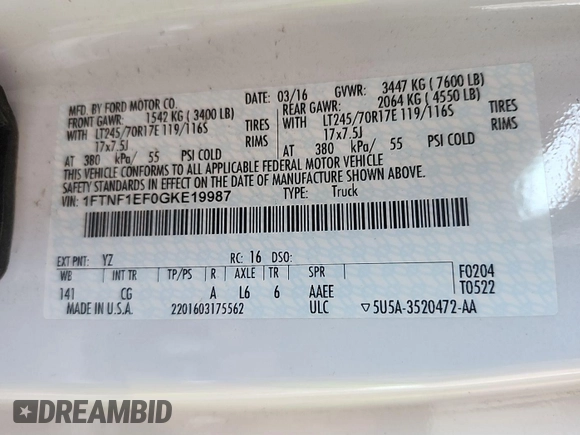 MFD. BY FORD MOTOR CO. DATE: 03/16 GVWR: 3447 KG ( 7600 LB)
FRONT GAWR: 1542 KG ( 3400 LB) REAR GAWR: 2064 KG ( 4550 LB)
WITH LT245/70R17E 119/116S TIRES WITH LT245/70R17E 119/116S TIRES
17x7.5J RIMS 17x7.5J RIMS
AT 380 kPa/ 55 PSI COLD AT 380 kPa/ 55 PSI COLD
THIS VEHICLE CONFORMS TO ALL APPLICABLE FEDERAL MOTOR VEHICLE
SAFETY STANDARDS IN EFFECT ON THE DATE OF MANUFACTURE SHOWN ABOVE.
VIN: 1FTNF1EF0GKE19987 TYPE: Truck
EXT PNT: YZ RC: 16 DSO:
WB INT TR TP/PS R AXLE TR SPR F0204
141 CG A L6 6 AAEE T0522
MADE IN U.S.A. 2201603175562 ULC ▽ 5U5A-3520472-AA
DREAMBID